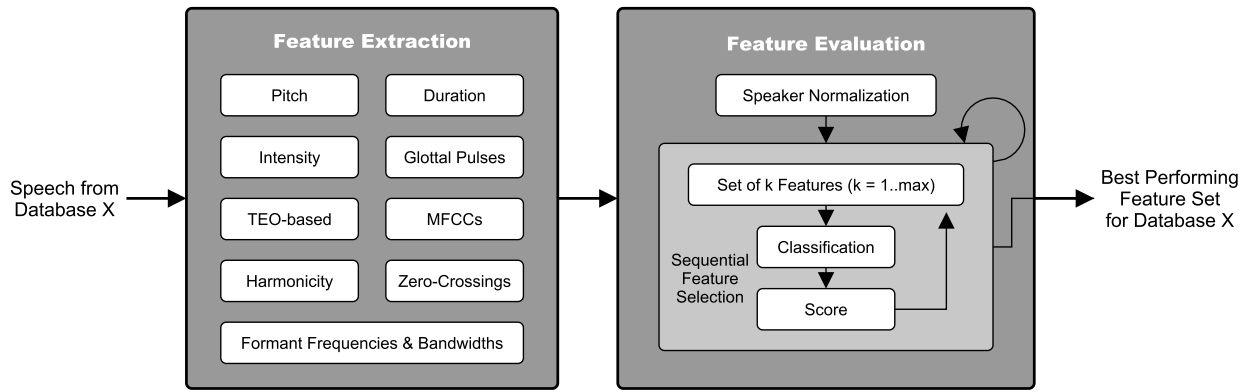 Speech from
Database X
Feature Extraction
Pitch
Duration
Intensity
Glottal Pulses
TEO-based
MFCCs
Harmonicity
Zero-Crossings
Formant Frequencies & Bandwidths
Feature Evaluation
Speaker Normalization
Set of k Features (k = 1..max)
Classification
Sequential
Feature
Selection
Score
Best Performing
Feature Set
for Database X